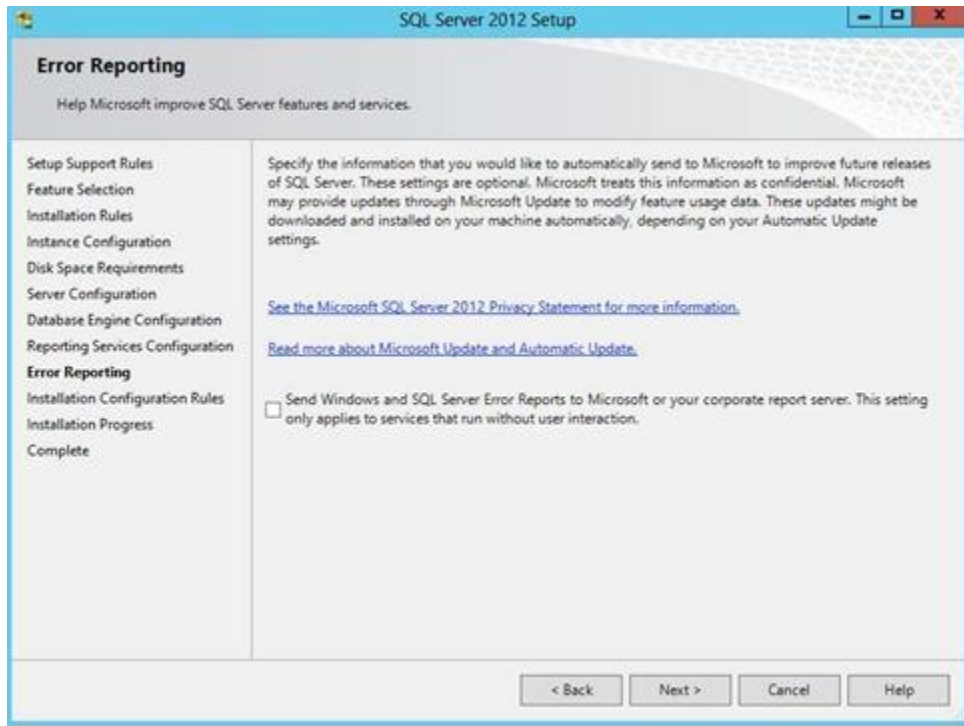 SQL Server 2012 Setup
Error Reporting
Help Microsoft improve SQL Server features and services.
Setup Support Rules
Feature Selection
Installation Rules
Instance Configuration
Disk Space Requirements
Server Configuration
Database Engine Configuration
Reporting Services Configuration
Error Reporting
Installation Configuration Rules
Installation Progress
Complete
Specify the information that you would like to automatically send to Microsoft to improve future releases
of SQL Server. These settings are optional. Microsoft treats this information as confidential. Microsoft
may provide updates through Microsoft Update to modify feature usage data. These updates might be
downloaded and installed on your machine automatically, depending on your Automatic Update
settings.
See the Microsoft SQL Server 2012 Privacy Statement for more information.
Read more about Microsoft Update and Automatic Update.
Send Windows and SQL Server Error Reports to Microsoft or your corporate report server. This setting
only applies to services that run without user interaction.
< Back
Next >
Cancel
Help